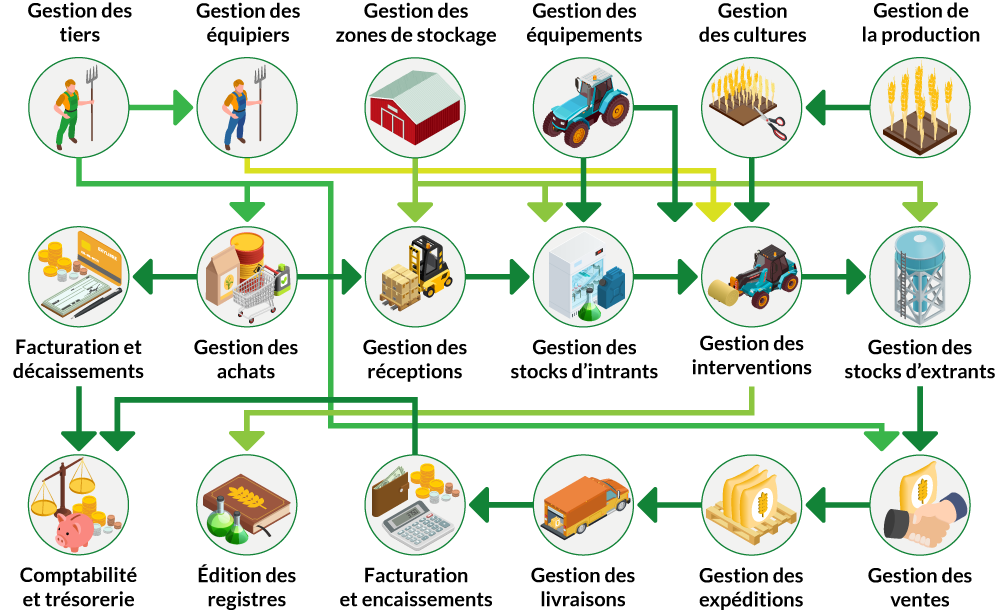 Gestion des
tiers
Gestion des
équipiers
Gestion des
zones de stockage
Gestion des
équipements
Gestion
des cultures
Gestion de
la production
Facturation et
décaissements
Gestion des
achats
Gestion des
réceptions
Gestion des
stocks d’intrants
Gestion des
interventions
Gestion des
stocks d’extrants
Comptabilité
et trésorerie
Édition des
registres
Facturation
et encaissements
Gestion des
livraisons
Gestion des
expéditions
Gestion des
ventes